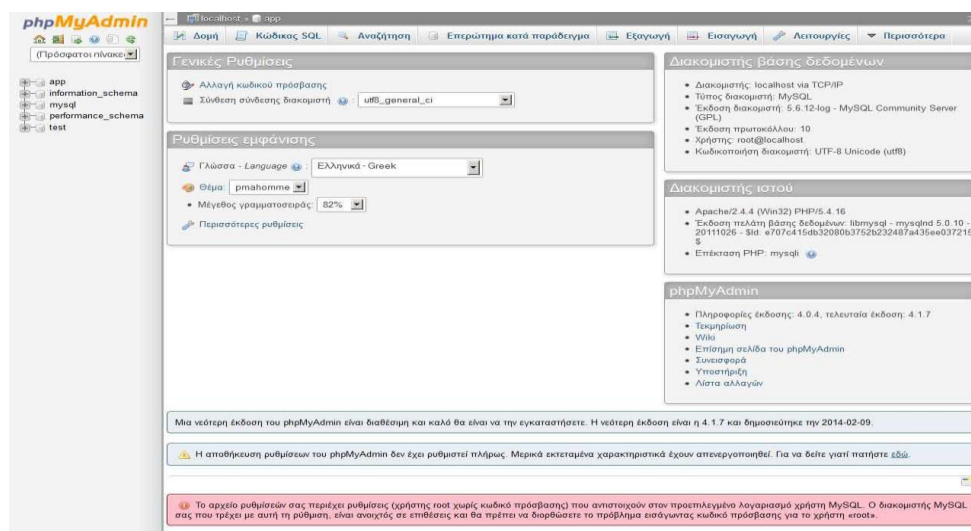 phpMyAdmin
(Πρόσφατοι πίνακες
app
information_schema
mysql
performance_schema
test
localhost » app
Δομή Κώδικας SQL Αναζήτηση Επερώτημα κατά παράδειγμα Εξαγωγή Εισαγωγή Λειτουργίες Περισσότερα
Γενικές Ρυθμίσεις
Αλλαγή κωδικού πρόσβασης
Σύνθεση σύνδεσης διακομιστή : utf8_general_ci
Ρυθμίσεις εμφάνισης
Γλώσσα - Language : Ελληνικά - Greek
Θέμα: pmahomme
• Μέγεθος γραμματοσειράς: 82%
Περισσότερες ρυθμίσεις
Διακομιστής βάσης δεδομένων
• Διακομιστής: localhost via TCP/IP
• Τύπος διακομιστή: MySQL
• Έκδοση διακομιστή: 5.6.12-log - MySQL Community Server
(GPL)
• Έκδοση πρωτοκόλλου: 10
• Χρήστης: root@localhost
• Κωδικοποίηση διακομιστή: UTF-8 Unicode (utf8)
Διακομιστής ιστού
• Apache/2.4.4 (Win32) PHP/5.4.16
• Έκδοση πελάτη βάσης δεδομένων: libmysql - mysqlnd 5.0.10 -
20111026 - $Id: e707c415db32080b3752b232487a435ee037215
$
• Επέκταση PHP: mysqli
phpMyAdmin
• Πληροφορίες έκδοσης: 4.0.4, τελευταία έκδοση: 4.1.7
• Τεκμηρίωση
• Wiki
• Επίσημη σελίδα του phpMyAdmin
• Συνεισφορά
• Υποστήριξη
• Λίστα αλλαγών
Μια νεότερη έκδοση του phpMyAdmin είναι διαθέσιμη και καλό θα είναι να την εγκαταστήσετε. Η νεότερη έκδοση είναι η 4.1.7 και δημοσιεύτηκε την 2014-02-09.
Η αποθήκευση ρυθμίσεων του phpMyAdmin δεν έχει ρυθμιστεί πλήρως. Μερικά εκτεταμένα χαρακτηριστικά έχουν απενεργοποιηθεί. Για να δείτε γιατί πατήστε εδώ.
Το αρχείο ρυθμίσεών σας περιέχει ρυθμίσεις (χρήστης root χωρίς κωδικό πρόσβασης) που αντιστοιχούν στον προεπιλεγμένο λογαριασμό χρήστη MySQL. Ο διακομιστής MySQL
σας που τρέχει με αυτή τη ρύθμιση, είναι ανοιχτός σε επιθέσεις και θα πρέπει να διορθώσετε το πρόβλημα εισάγωντας κωδικό πρόσβασης για το χρήστη «root».